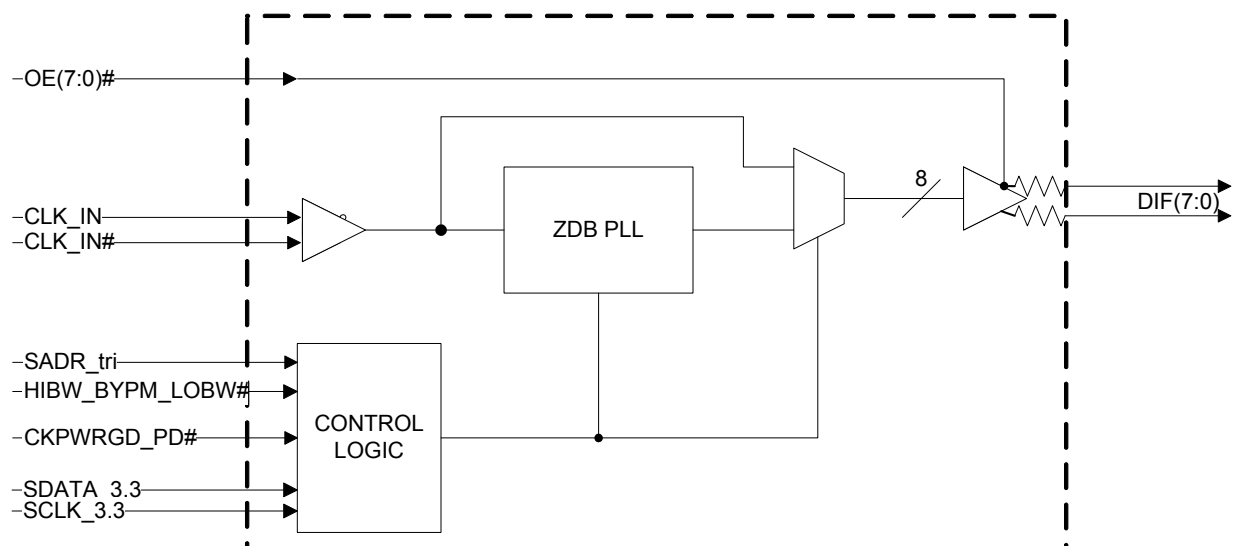 OE(7:0)#
8
CLK_IN
ZDB PLL
DIF(7:0)
CLK_IN#
SADR_tri
HIBW_BYPM_LOBW#
CONTROL
LOGIC
CKPWRGD_PD#
SDATA_3.3
SCLK_3.3